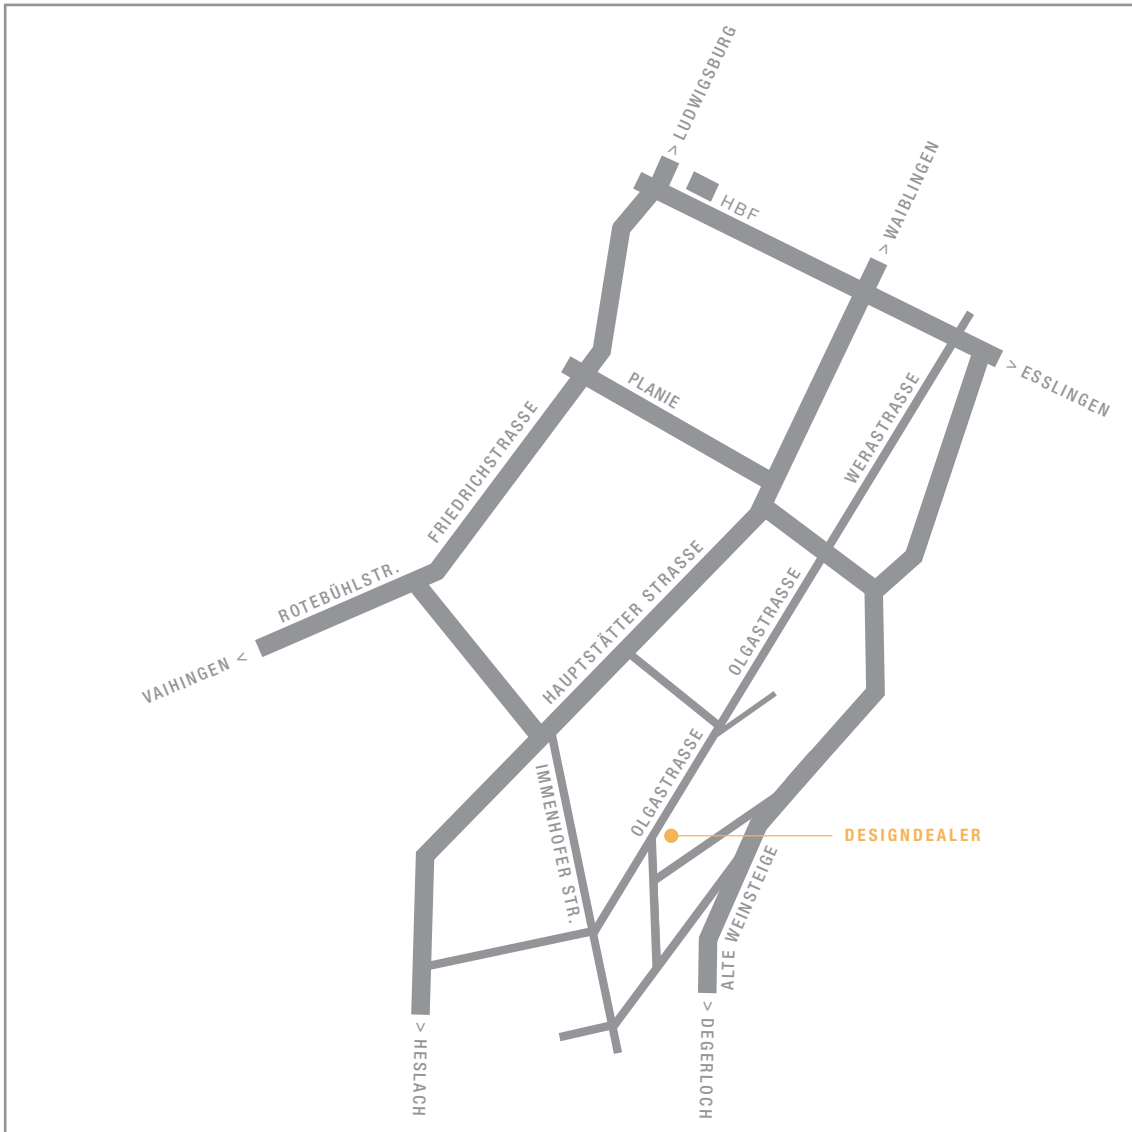 > LUDWIGSBURG
> WAIBLINGEN
HBF
> ESSLINGEN
PLANIE
WERASTRASSE
FRIEDRICHSTRASSE
ROTEBÜHLSTR.
VAIHINGEN <
HAUPTSTÄTTER STRASSE
OLGASTRASSE
OLGASTRASSE
IMMENHOFER STR.
DESIGNDEALER
ALTE WEINSTEIGE
> HESLACH
> DEGERLOCH